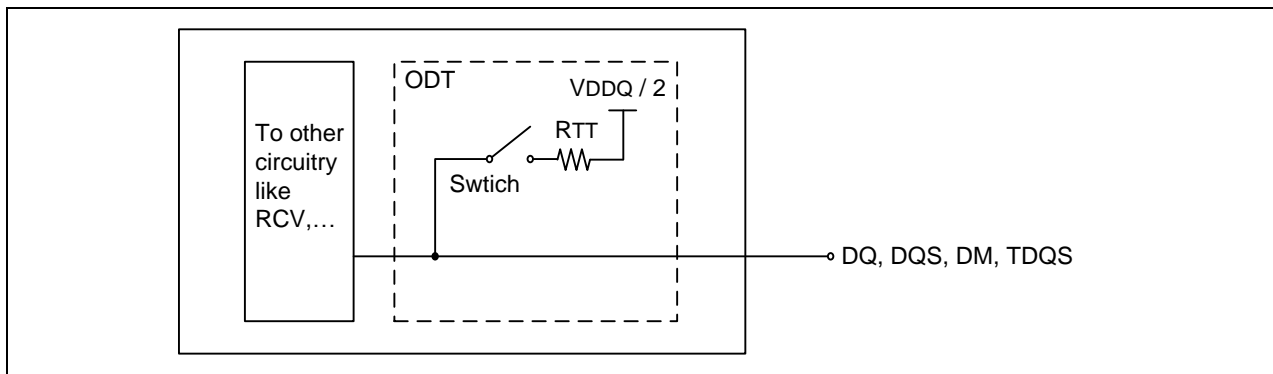 ODT
VDDQ / 2
RTT
Swtich
To other
circuitry
like
RCV,...
DQ, DQS, DM, TDQS